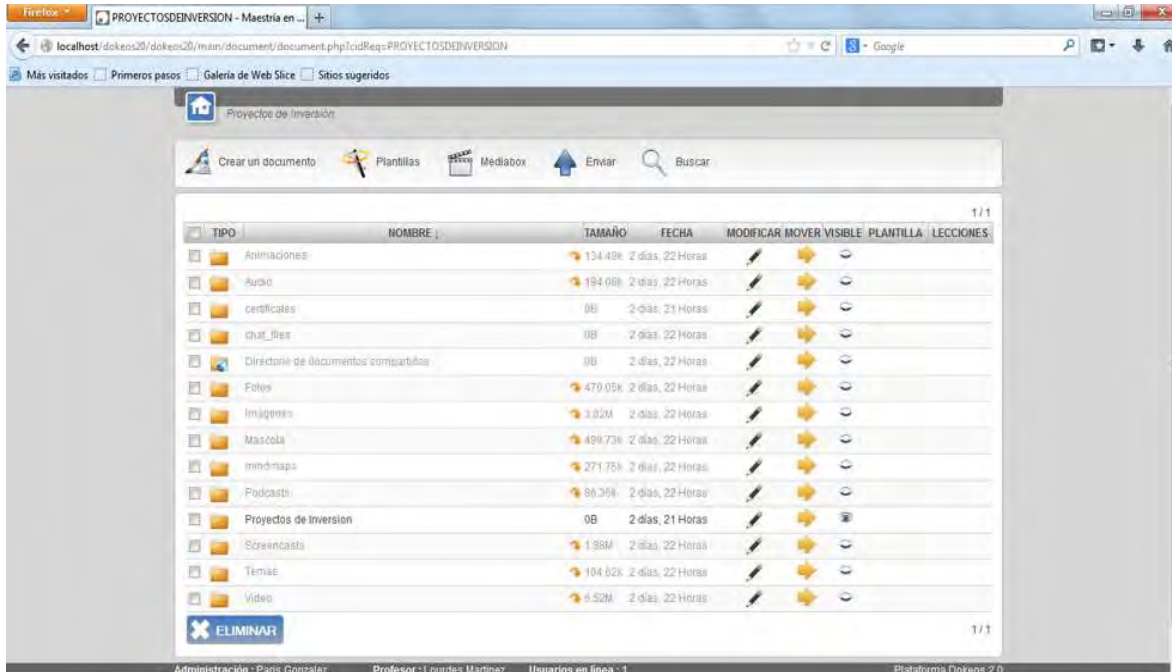 Firefox
PROYECTOSDEINVERSION - Maestría en ... +
localhost/dokeos20/dokeos20/main/document/document.php?cidReq=PROYECTOSDEINVERSION Google
Más visitados Primeros pasos Galería de Web Slice Sitios sugeridos
Proyectos de Inversión
Crear un documento Plantillas Mediabox Enviar Buscar
1 / 1
TIPO NOMBRE ↓ TAMAÑO FECHA MODIFICAR MOVER VISIBLE PLANTILLA LECCIONES
Animaciones 134.49k 2 días, 22 Horas
Audio 194.06k 2 días, 22 Horas
certificates 0B 2 días, 21 Horas
chat_files 0B 2 días, 22 Horas
Directorio de documentos compartidos 0B 2 días, 22 Horas
Fotos 470.05k 2 días, 22 Horas
Imágenes 3.82M 2 días, 22 Horas
Mascota 499.73k 2 días, 22 Horas
mindmaps 271.75k 2 días, 22 Horas
Podcasts 86.36k 2 días, 22 Horas
Proyectos de Inversion 0B 2 días, 21 Horas
Screencasts 1.98M 2 días, 22 Horas
Temas 104.62k 2 días, 22 Horas
Video 6.52M 2 días, 22 Horas
ELIMINAR 1 / 1
Administración : Paris Gonzalez Profesor : Lourdes Martinez Usuarios en línea : 1 Plataforma Dokeos 2.0